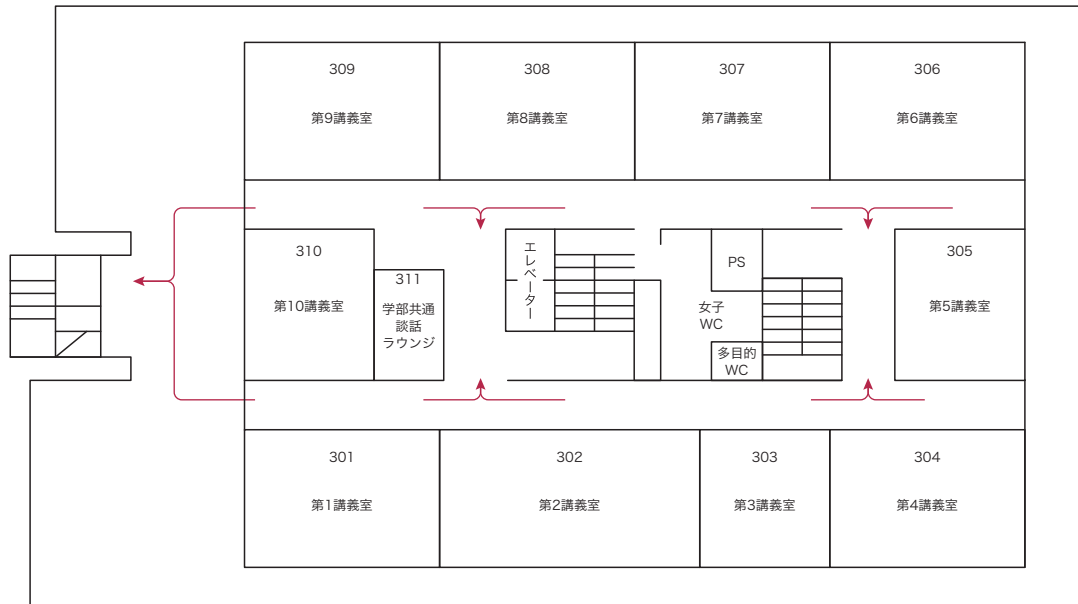 309
第9講義室
308
第8講義室
307
第7講義室
306
第6講義室
310
第10講義室
311
学部共通
談話
ラウンジ
エレベーター
PS
女子
WC
多目的
WC
305
第5講義室
301
第1講義室
302
第2講義室
303
第3講義室
304
第4講義室